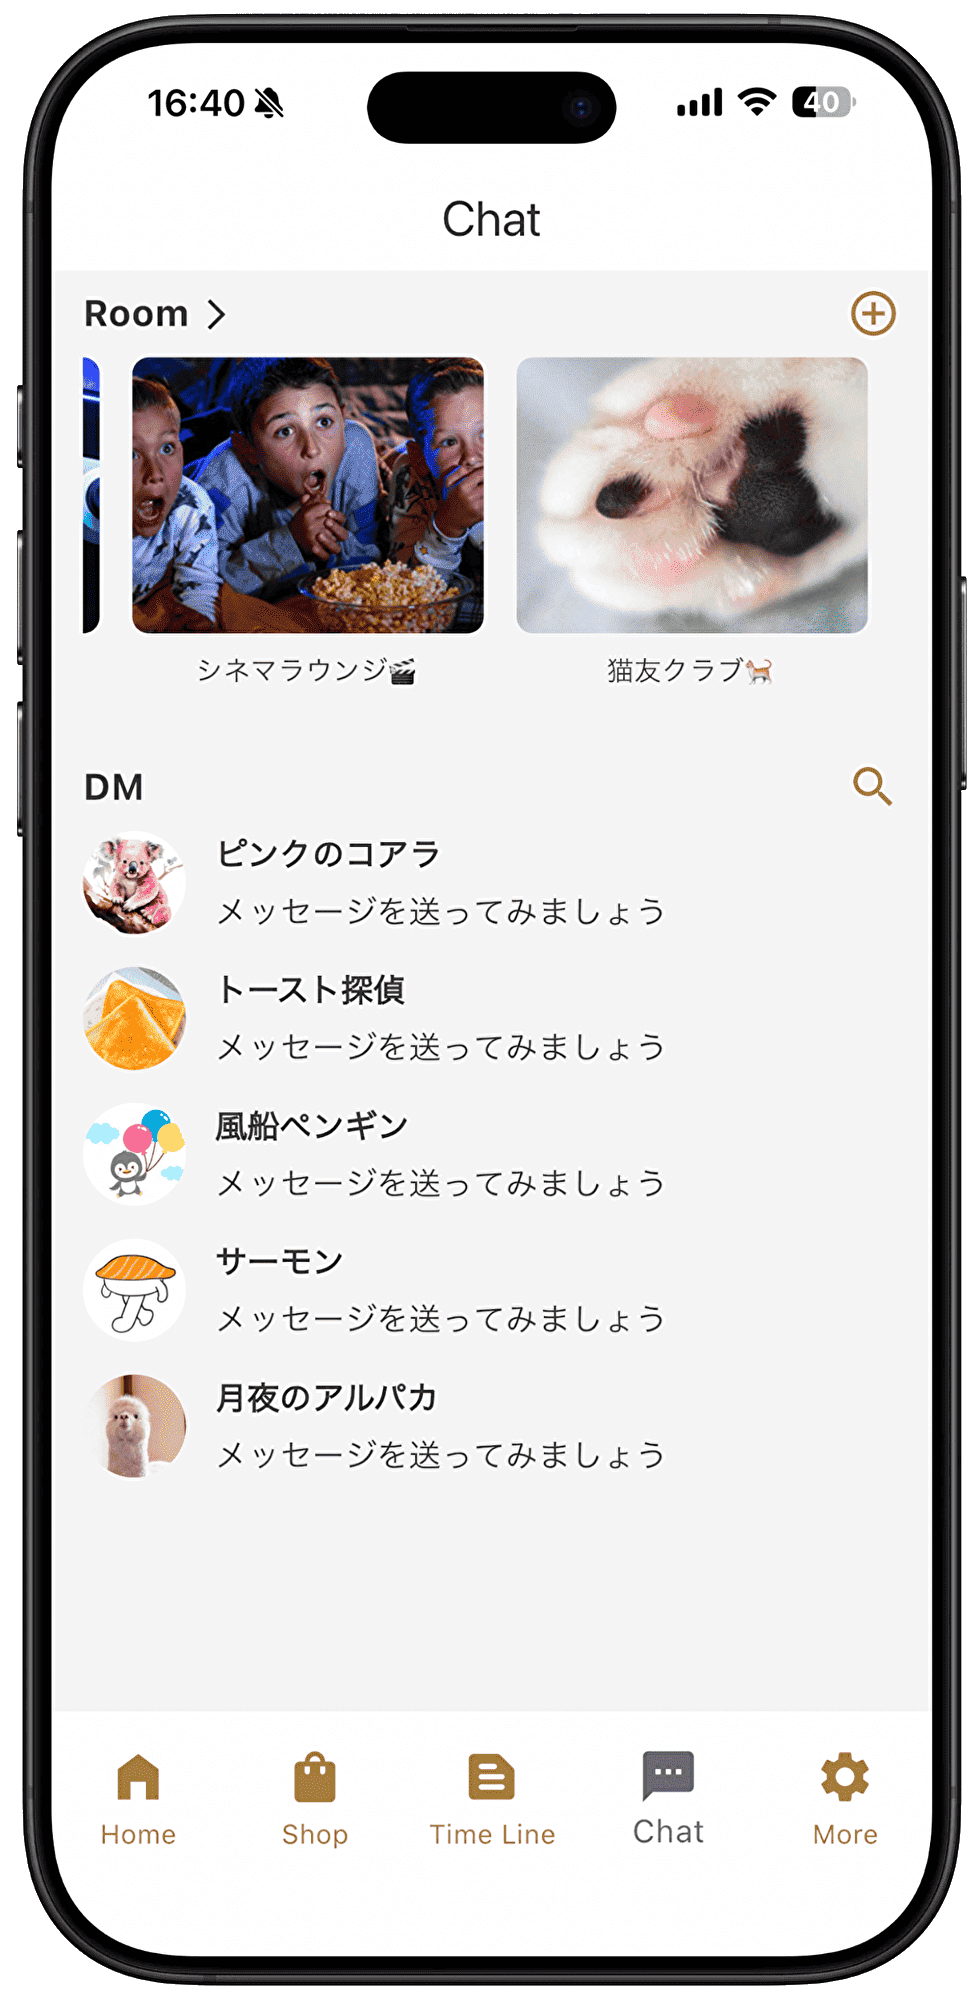 16:40
40
Chat
Room
シネマラウンジ🎬
猫友クラブ🐈
DM
ピンクのコアラ
メッセージを送ってみましょう
トースト探偵
メッセージを送ってみましょう
風船ペンギン
メッセージを送ってみましょう
サーモン
メッセージを送ってみましょう
月夜のアルパカ
メッセージを送ってみましょう
Home
Shop
Time Line
Chat
More